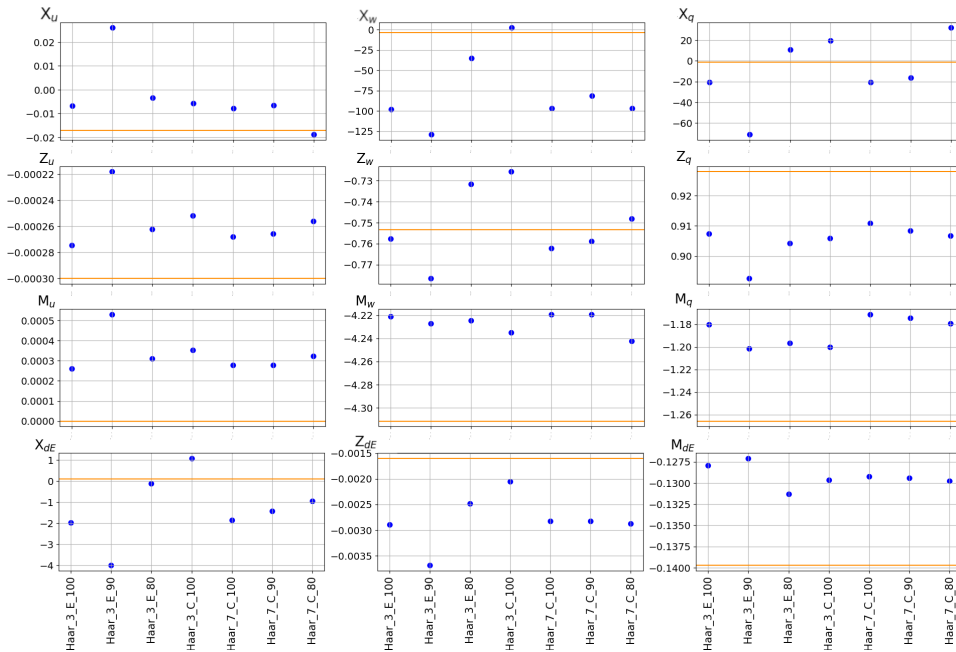 X_u
0.02
0.01
0.00
−0.01
−0.02
X_w
0
−25
−50
−75
−100
−125
X_q
20
0
−20
−40
−60
Z_u
−0.00022
−0.00024
−0.00026
−0.00028
−0.00030
Z_w
−0.73
−0.74
−0.75
−0.76
−0.77
Z_q
0.92
0.91
0.90
M_u
0.0005
0.0004
0.0003
0.0002
0.0001
0.0000
M_w
−4.22
−4.24
−4.26
−4.28
−4.30
M_q
−1.18
−1.20
−1.22
−1.24
−1.26
X_dE
1
0
−1
−2
−3
−4
Z_dE
−0.0015
−0.0020
−0.0025
−0.0030
−0.0035
M_dE
−0.1275
−0.1300
−0.1325
−0.1350
−0.1375
−0.1400
Haar_3_E_100
Haar_3_E_90
Haar_3_E_80
Haar_3_C_100
Haar_7_C_100
Haar_7_C_90
Haar_7_C_80
Haar_3_E_100
Haar_3_E_90
Haar_3_E_80
Haar_3_C_100
Haar_7_C_100
Haar_7_C_90
Haar_7_C_80
Haar_3_E_100
Haar_3_E_90
Haar_3_E_80
Haar_3_C_100
Haar_7_C_100
Haar_7_C_90
Haar_7_C_80